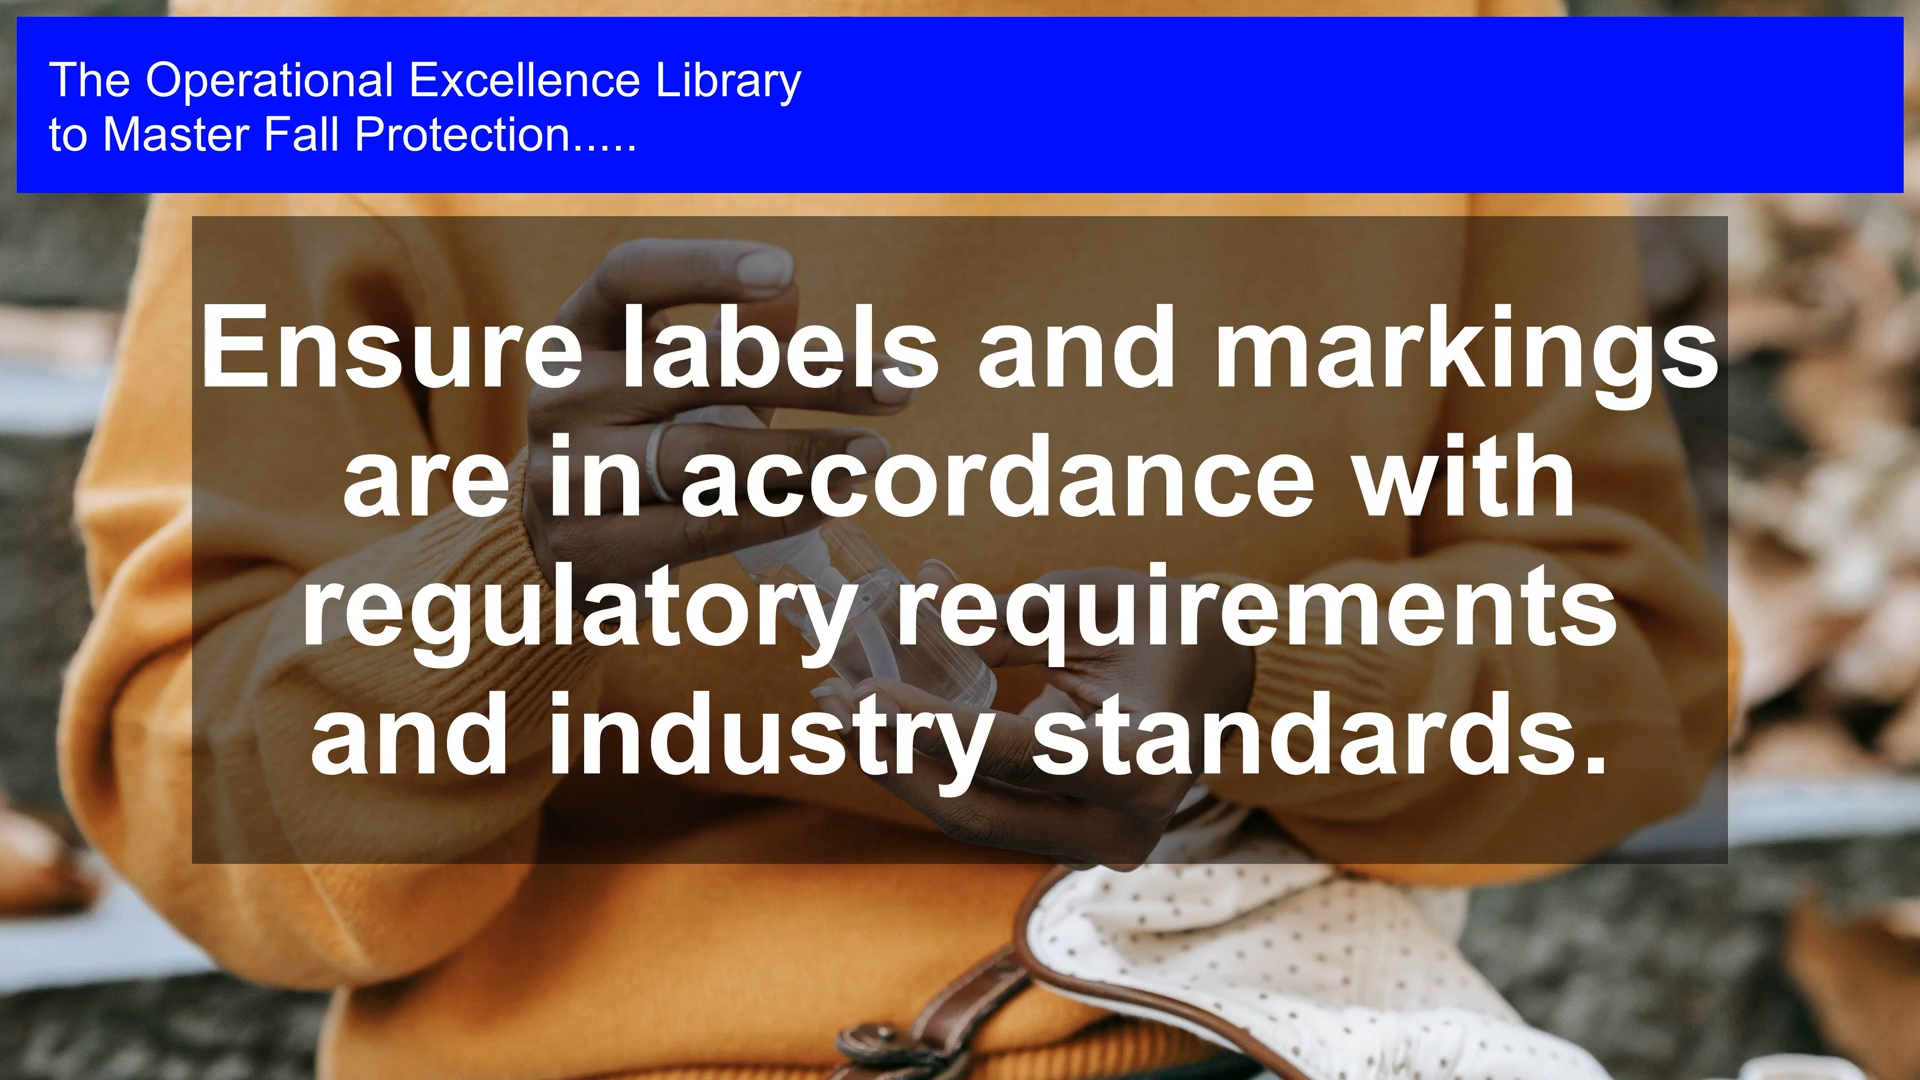 The Operational Excellence Library
to Master Fall Protection.....
Ensure labels and markings
are in accordance with
regulatory requirements
and industry standards.